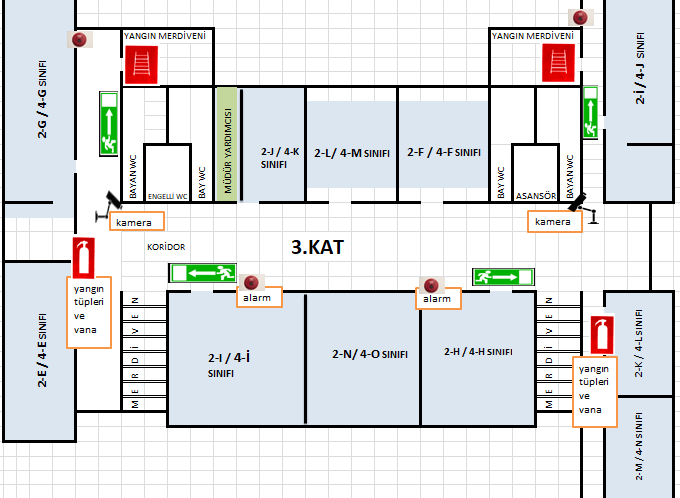 YANGIN MERDİVENİ
YANGIN MERDİVENİ
2-G / 4-G SINIFI
2-İ / 4-J SINIFI
BAYAN WC
ENGELLİ WC
BAY WC
MÜDÜR YARDIMCISI
2-J / 4-K
SINIFI
2-L/ 4-M SINIFI
2-F / 4-F SINIFI
BAY WC
ASANSÖR
BAYAN WC
kamera
kamera
KORİDOR
3.KAT
yangın
tüpleri
ve
vana
alarm
alarm
2-E / 4-E SINIFI
MERDİVEN
2-I / 4-İ
SINIFI
2-N/ 4-O SINIFI
2-H / 4-H SINIFI
MERDİVEN
yangın
tüpleri
ve
vana
2-K / 4-L SINIFI
2-M / 4-N SINIFI